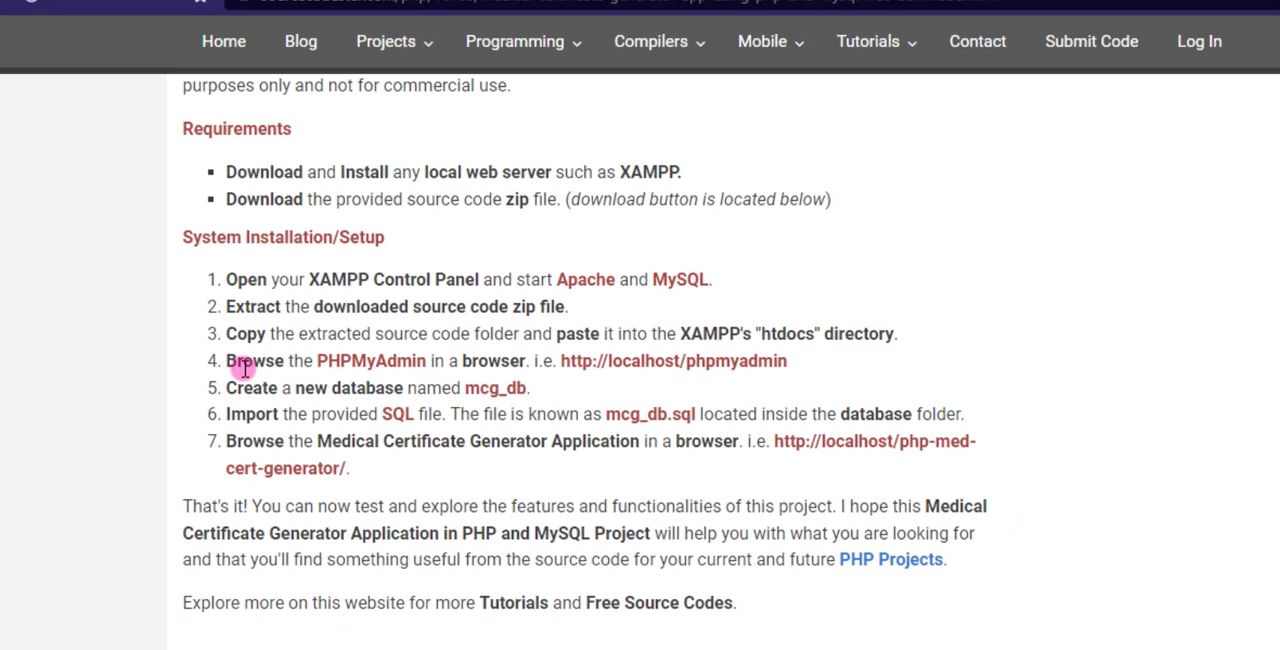 Home Blog Projects Programming Compilers Mobile Tutorials Contact Submit Code Log In
purposes only and not for commercial use.
Requirements
▪ Download and Install any local web server such as XAMPP.
▪ Download the provided source code zip file. (download button is located below)
System Installation/Setup
1. Open your XAMPP Control Panel and start Apache and MySQL.
2. Extract the downloaded source code zip file.
3. Copy the extracted source code folder and paste it into the XAMPP's "htdocs" directory.
4. Browse the PHPMyAdmin in a browser. i.e. http://localhost/phpmyadmin
5. Create a new database named mcg_db.
6. Import the provided SQL file. The file is known as mcg_db.sql located inside the database folder.
7. Browse the Medical Certificate Generator Application in a browser. i.e. http://localhost/php-med-
cert-generator/.
That's it! You can now test and explore the features and functionalities of this project. I hope this Medical
Certificate Generator Application in PHP and MySQL Project will help you with what you are looking for
and that you'll find something useful from the source code for your current and future PHP Projects.
Explore more on this website for more Tutorials and Free Source Codes.